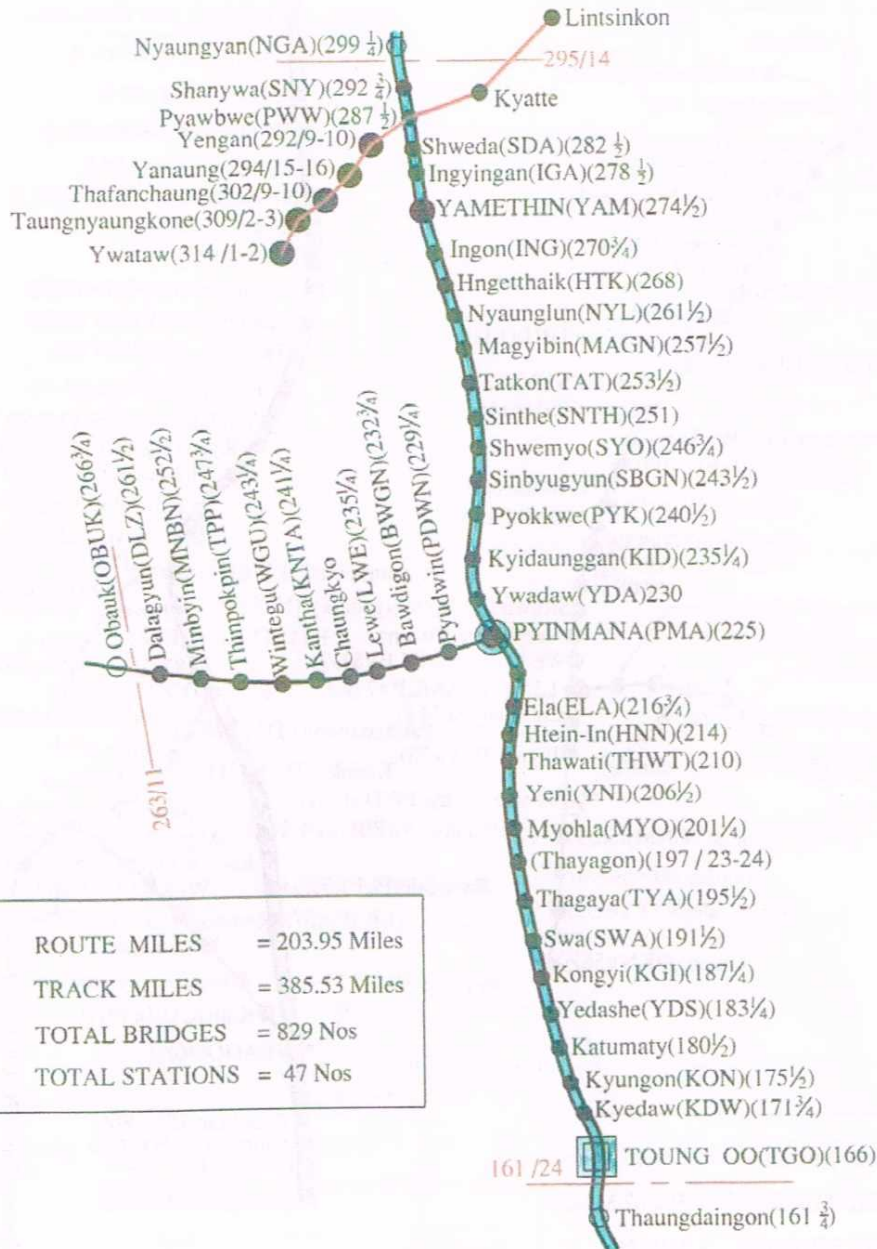 Lintsinkon
Nyaungyan(NGA)(299 ¼)
295/14
Shanywa(SNY)(292 ¾)
Kyatte
Pyawbwe(PWW)(287 ½)
Yengan(292/9-10)
Shweda(SDA)(282 ½)
Yanaung(294/15-16)
Ingyingan(IGA)(278 ½)
Thafanchaung(302/9-10)
YAMETHIN(YAM)(274½)
Taungnyaungkone(309/2-3)
Ywataw(314 /1-2)
Ingon(ING)(270¾)
Hngetthaik(HTK)(268)
Nyaunglun(NYL)(261½)
Magyibin(MAGN)(257½)
Tatkon(TAT)(253½)
Sinthe(SNTH)(251)
Shwemyo(SYO)(246¾)
Sinbyugyun(SBGN)(243½)
Pyokkwe(PYK)(240½)
Kyidaunggan(KID)(235¼)
Ywadaw(YDA)230
PYINMANA(PMA)(225)
Obauk(OBUK)(266¾)
Dalagyun(DLZ)(261½)
Minbyin(MNBN)(252½)
Thinpokpin(TPP)(247¾)
Wintegu(WGU)(243¼)
Kantha(KNTA)(241¼)
Chaungkyo
Lewe(LWE)(235¼)
Bawdigon(BWGN)(232¾)
Pyudwin(PDWN)(229¼)
263/11
Ela(ELA)(216¾)
Htein-In(HNN)(214)
Thawati(THWT)(210)
Yeni(YNI)(206½)
Myohla(MYO)(201¼)
(Thayagon)(197 / 23-24)
Thagaya(TYA)(195½)
Swa(SWA)(191½)
Kongyi(KGI)(187¼)
Yedashe(YDS)(183¼)
Katumaty(180½)
Kyungon(KON)(175½)
Kyedaw(KDW)(171¾)
TOUNG OO(TGO)(166)
161 /24
Thaungdaingon(161 ¾)
ROUTE MILES = 203.95 Miles
TRACK MILES = 385.53 Miles
TOTAL BRIDGES = 829 Nos
TOTAL STATIONS = 47 Nos